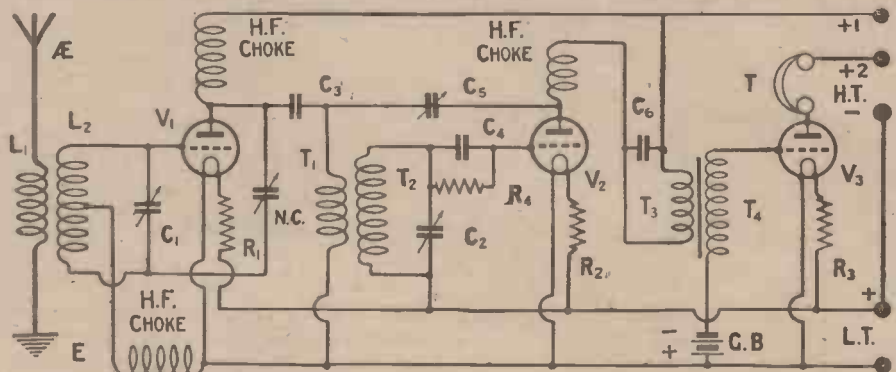 Æ
H.F.
CHOKE
H.F.
CHOKE
+1
+2
T
H.T.
-
L1
L2
V1
C3
C5
C6
C4
V2
V3
T1
T2
R4
T3
T4
C1
R1
N.C.
C2
R2
R3
H.F.
CHOKE
E
-
+
G.B
+
L.T.
-